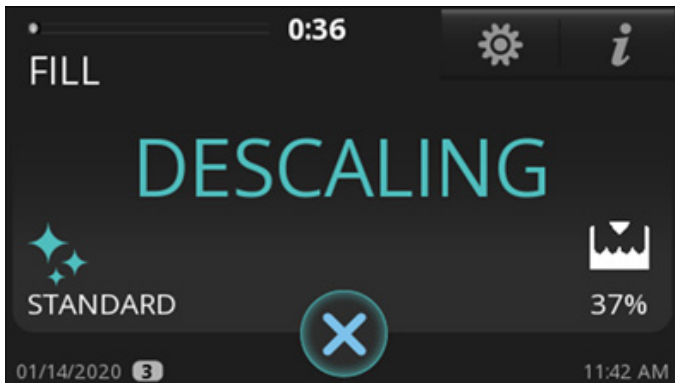 0:36
FILL
i
DESCALING
STANDARD
37%
01/14/2020 3
11:42 AM